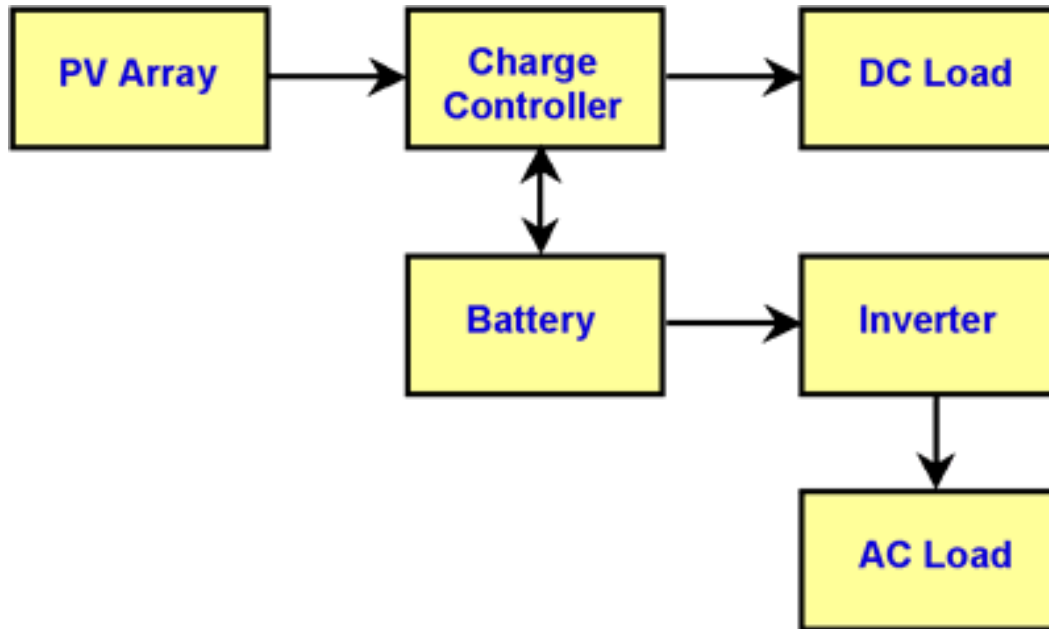 PV Array
Charge
Controller
DC Load
Battery
Inverter
AC Load